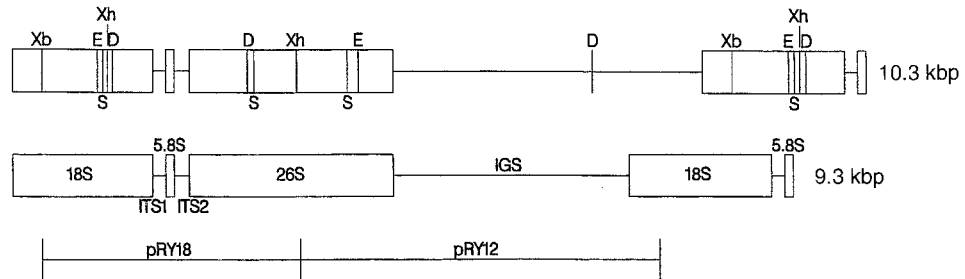 Xh Xh
Xb E D D Xh E D Xb E D
10.3 kbp
S S S S
5.8S 5.8S
18S 26S IGS 18S 9.3 kbp
ITS1 ITS2
pRY18 pRY12